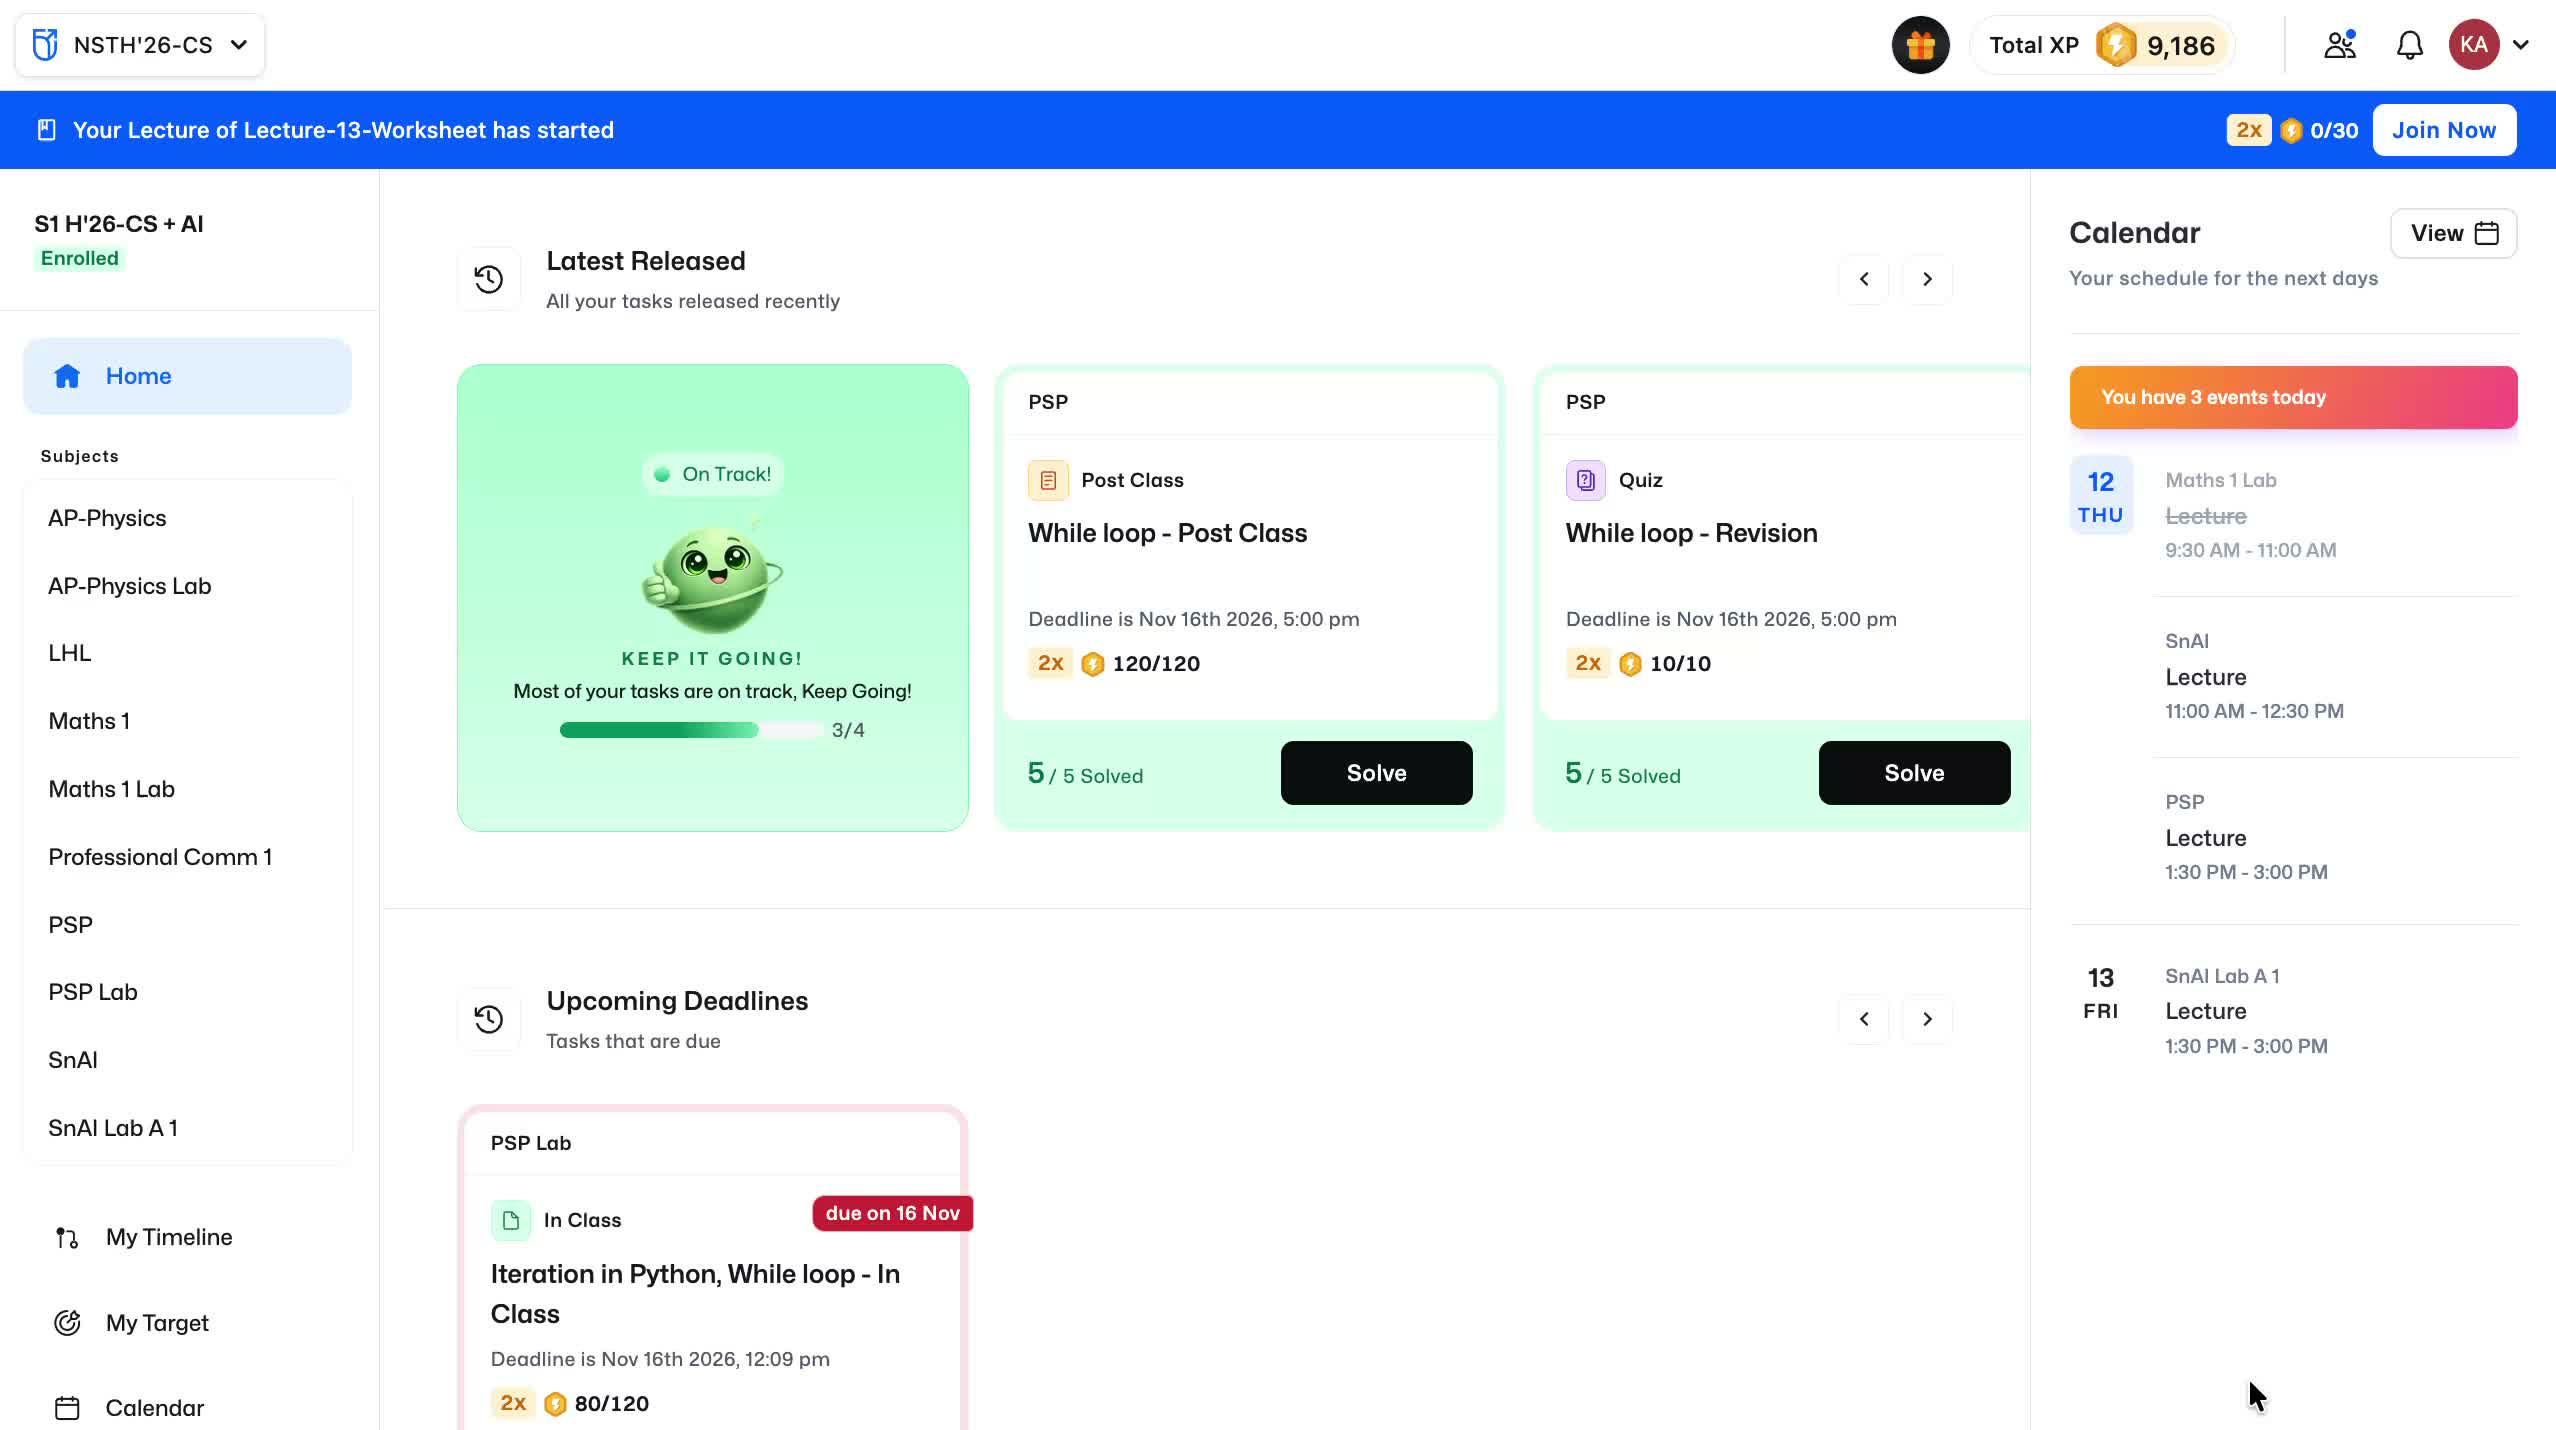 NSTH'26-CS
Total XP 9,186
KA
Your Lecture of Lecture-13-Worksheet has started
2x 0/30 Join Now
S1 H'26-CS + AI
Enrolled
Home
Subjects
AP-Physics
AP-Physics Lab
LHL
Maths 1
Maths 1 Lab
Professional Comm 1
PSP
PSP Lab
SnAI
SnAI Lab A 1
My Timeline
My Target
Calendar
Latest Released
All your tasks released recently
On Track!
KEEP IT GOING!
Most of your tasks are on track, Keep Going!
3/4
PSP
Post Class
While loop - Post Class
Deadline is Nov 16th 2026, 5:00 pm
2x 120/120
5 / 5 Solved
Solve
PSP
Quiz
While loop - Revision
Deadline is Nov 16th 2026, 5:00 pm
2x 10/10
5 / 5 Solved
Solve
Upcoming Deadlines
Tasks that are due
PSP Lab
In Class
due on 16 Nov
Iteration in Python, While loop - In
Class
Deadline is Nov 16th 2026, 12:09 pm
2x 80/120
Calendar
View
Your schedule for the next days
You have 3 events today
12
THU
Maths 1 Lab
Lecture
9:30 AM - 11:00 AM
SnAI
Lecture
11:00 AM - 12:30 PM
PSP
Lecture
1:30 PM - 3:00 PM
13
FRI
SnAI Lab A 1
Lecture
1:30 PM - 3:00 PM